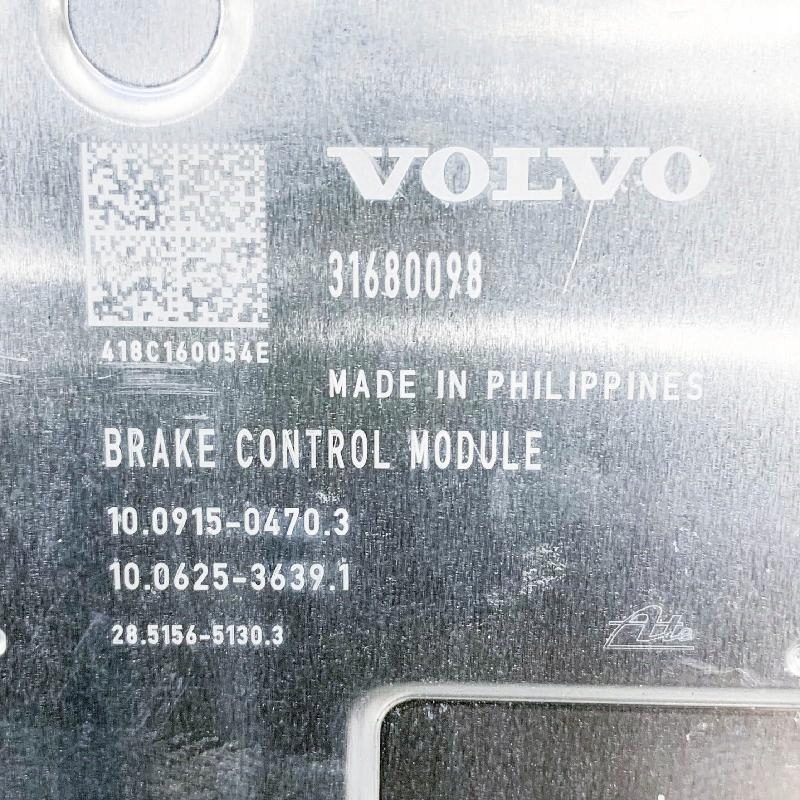 VOLVO
31680098
418C160054E
MADE IN PHILIPPINES
BRAKE CONTROL MODULE
10.0915-0470.3
10.0625-3639.1
28.5156-5130.3
Ate